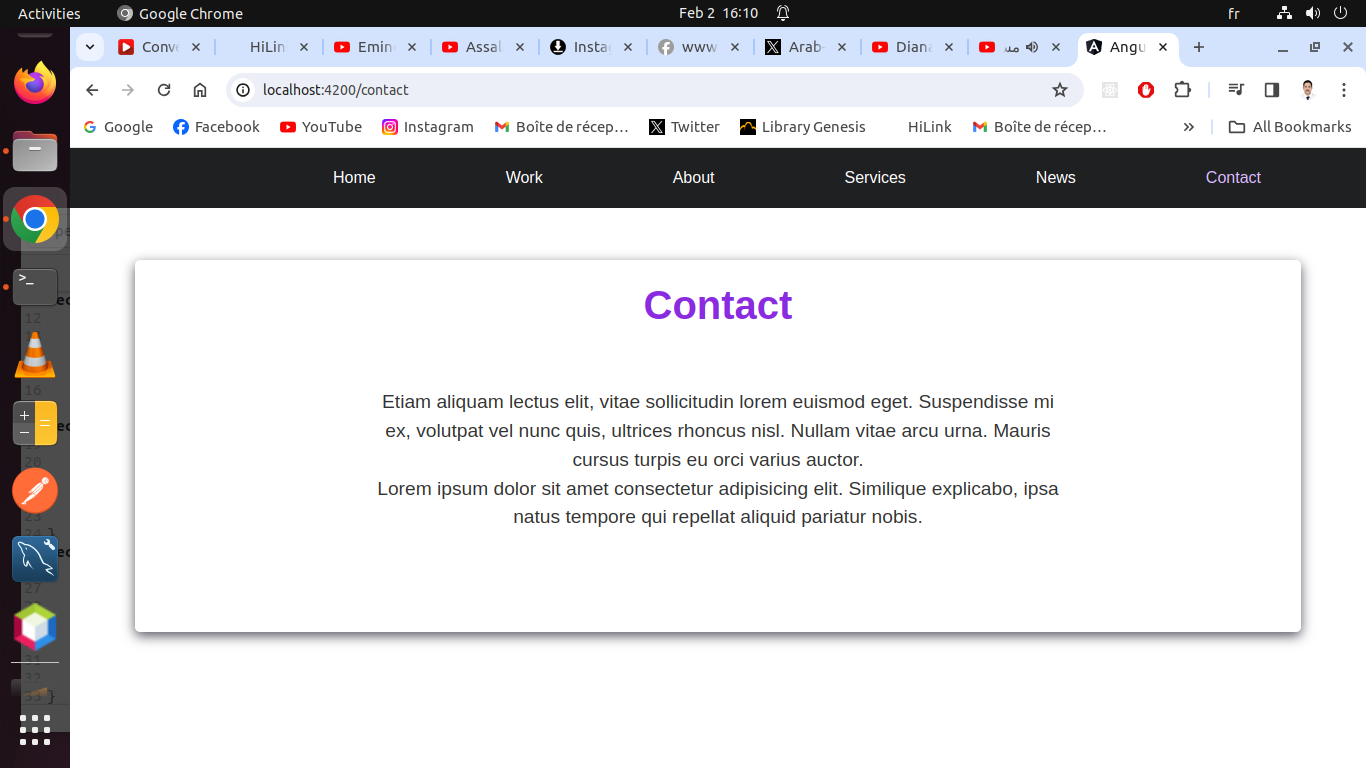 Activities
Google Chrome
Feb 2 16:10
fr
Conve
HiLin
Emin
Assal
Insta
www
Arab-
Diana
مس
Angu
localhost:4200/contact
Google
Facebook
YouTube
Instagram
Boîte de récep...
Twitter
Library Genesis
HiLink
Boîte de récep...
All Bookmarks
Home
Work
About
Services
News
Contact
Contact
Etiam aliquam lectus elit, vitae sollicitudin lorem euismod eget. Suspendisse mi
ex, volutpat vel nunc quis, ultrices rhoncus nisl. Nullam vitae arcu urna. Mauris
cursus turpis eu orci varius auctor.
Lorem ipsum dolor sit amet consectetur adipisicing elit. Similique explicabo, ipsa
natus tempore qui repellat aliquid pariatur nobis.